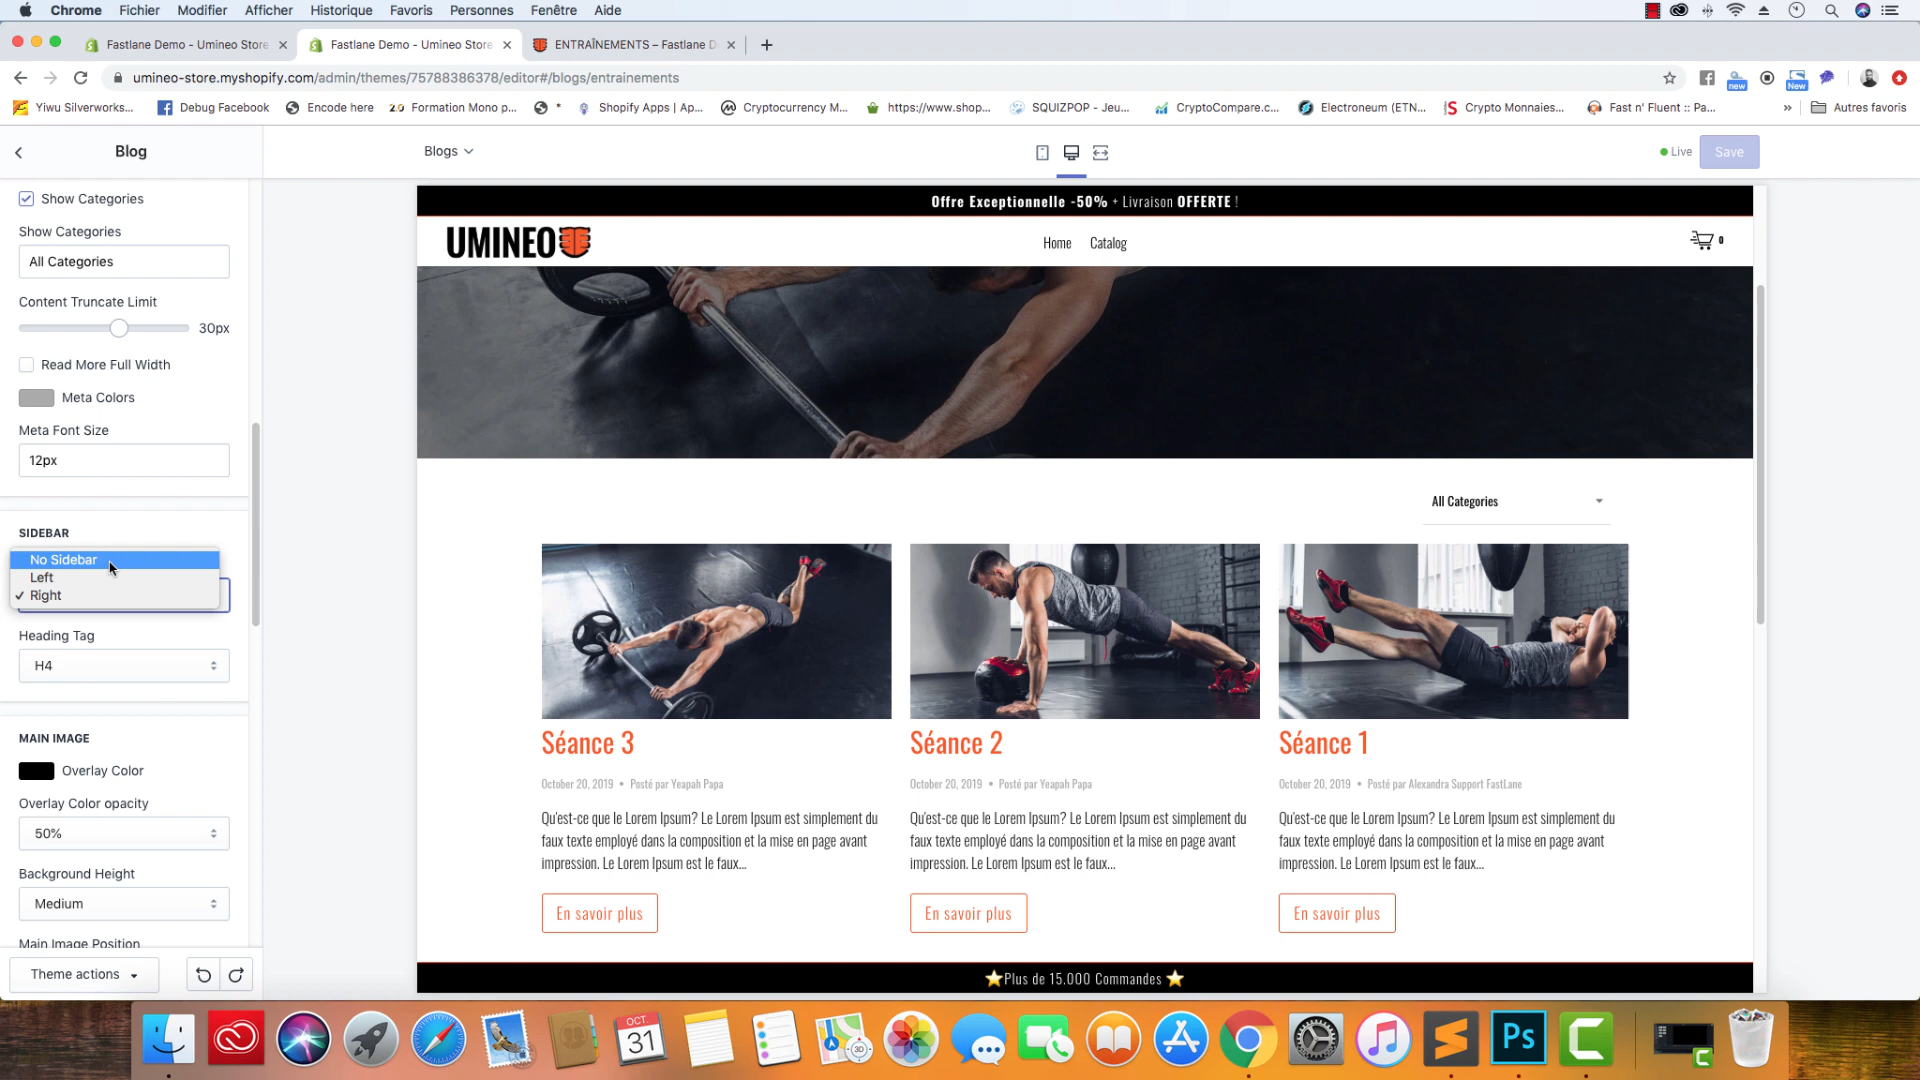 Chrome Fichier Modifier Afficher Historique Favoris Personnes Fenêtre Aide
Fastlane Demo - Umineo Store
Fastlane Demo - Umineo Store
ENTRAÎNEMENTS – Fastlane D
umineo-store.myshopify.com/admin/themes/75788386378/editor#/blogs/entrainements
new
New
Yiwu Silverworks...
Debug Facebook
Encode here
2.0 Formation Mono p...
*
Shopify Apps | Ap...
Cryptocurrency M...
https://www.shop...
SQUIZPOP - Jeu...
CryptoCompare.c...
Electroneum (ETN...
Crypto Monnaies...
Fast n' Fluent :: Pa...
»
Autres favoris
Blog
Blogs
Live
Save
Show Categories
Show Categories
All Categories
Content Truncate Limit
30px
Read More Full Width
Meta Colors
Meta Font Size
12px
SIDEBAR
No Sidebar
Left
✓ Right
Heading Tag
H4
MAIN IMAGE
Overlay Color
Overlay Color opacity
50%
Background Height
Medium
Main Image Position
Theme actions
Offre Exceptionnelle -50% + Livraison OFFERTE !
UMINEO
Home Catalog
0
All Categories
Séance 3
October 20, 2019 • Posté par Yeapah Papa
Qu'est-ce que le Lorem Ipsum? Le Lorem Ipsum est simplement du
faux texte employé dans la composition et la mise en page avant
impression. Le Lorem Ipsum est le faux...
En savoir plus
Séance 2
October 20, 2019 • Posté par Yeapah Papa
Qu'est-ce que le Lorem Ipsum? Le Lorem Ipsum est simplement du
faux texte employé dans la composition et la mise en page avant
impression. Le Lorem Ipsum est le faux...
En savoir plus
Séance 1
October 20, 2019 • Posté par Alexandra Support FastLane
Qu'est-ce que le Lorem Ipsum? Le Lorem Ipsum est simplement du
faux texte employé dans la composition et la mise en page avant
impression. Le Lorem Ipsum est le faux...
En savoir plus
⭐Plus de 15.000 Commandes ⭐
OCT.
31
3D
Ps
C
C